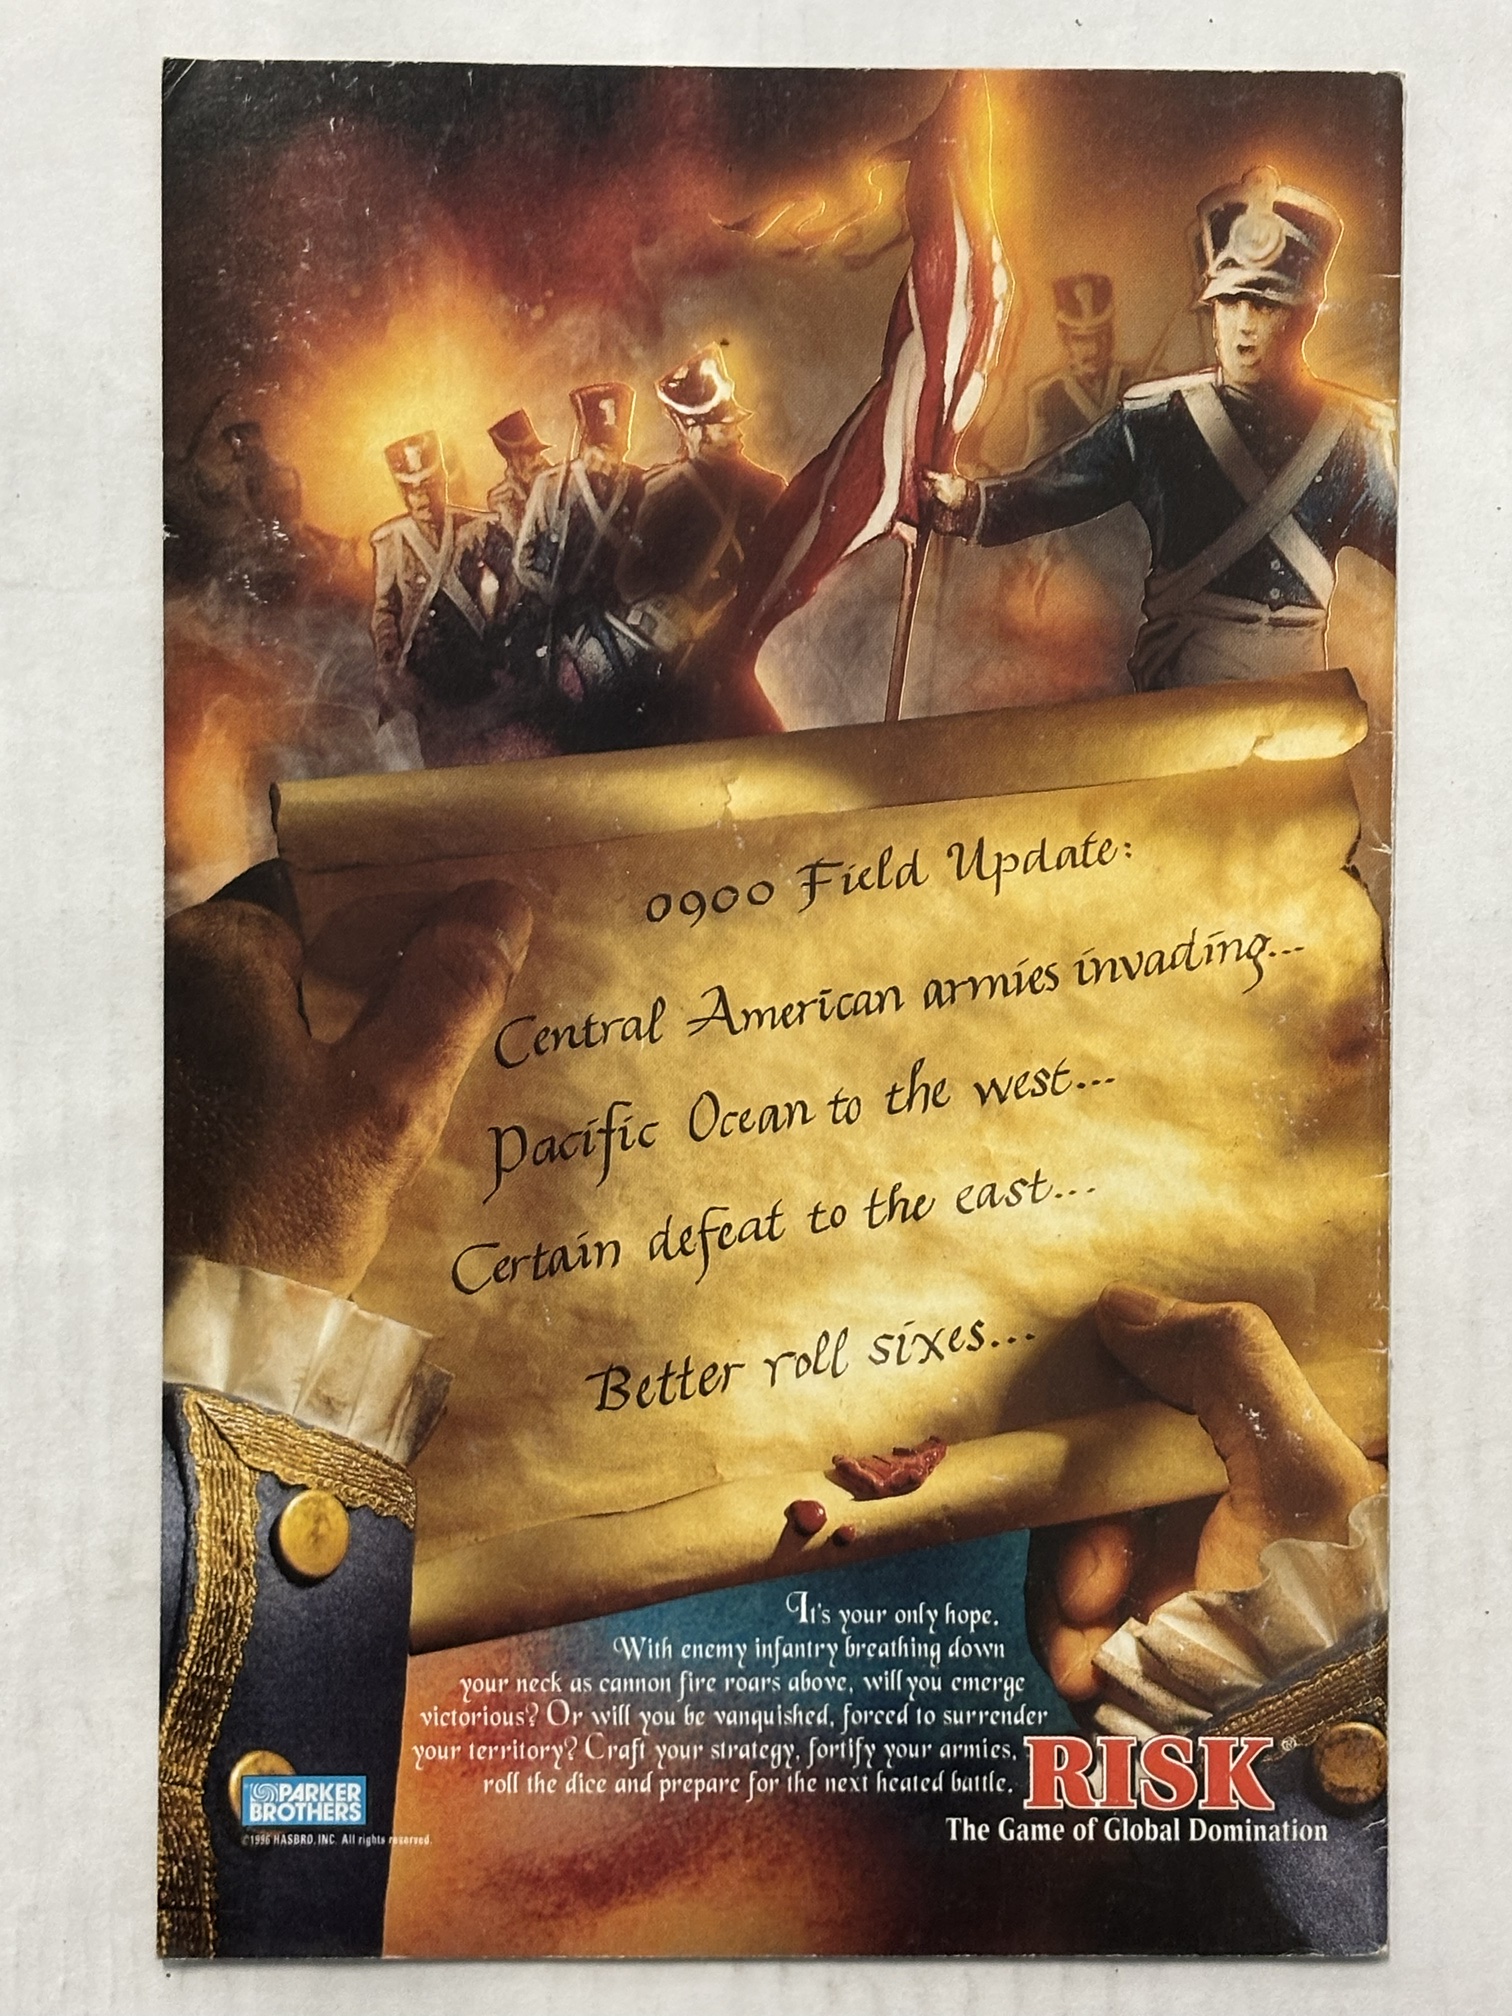 0900 Field Update:
Central American armies invading...
Pacific Ocean to the west...
Certain defeat to the east...
Better roll sixes...
It's your only hope.
With enemy infantry breathing down
your neck as cannon fire roars above, will you emerge
victorious? Or will you be vanquished, forced to surrender
your territory? Craft your strategy, fortify your armies,
roll the dice and prepare for the next heated battle.
RISK®
The Game of Global Domination
PARKER
BROTHERS
©1996 HASBRO, INC. All rights reserved.